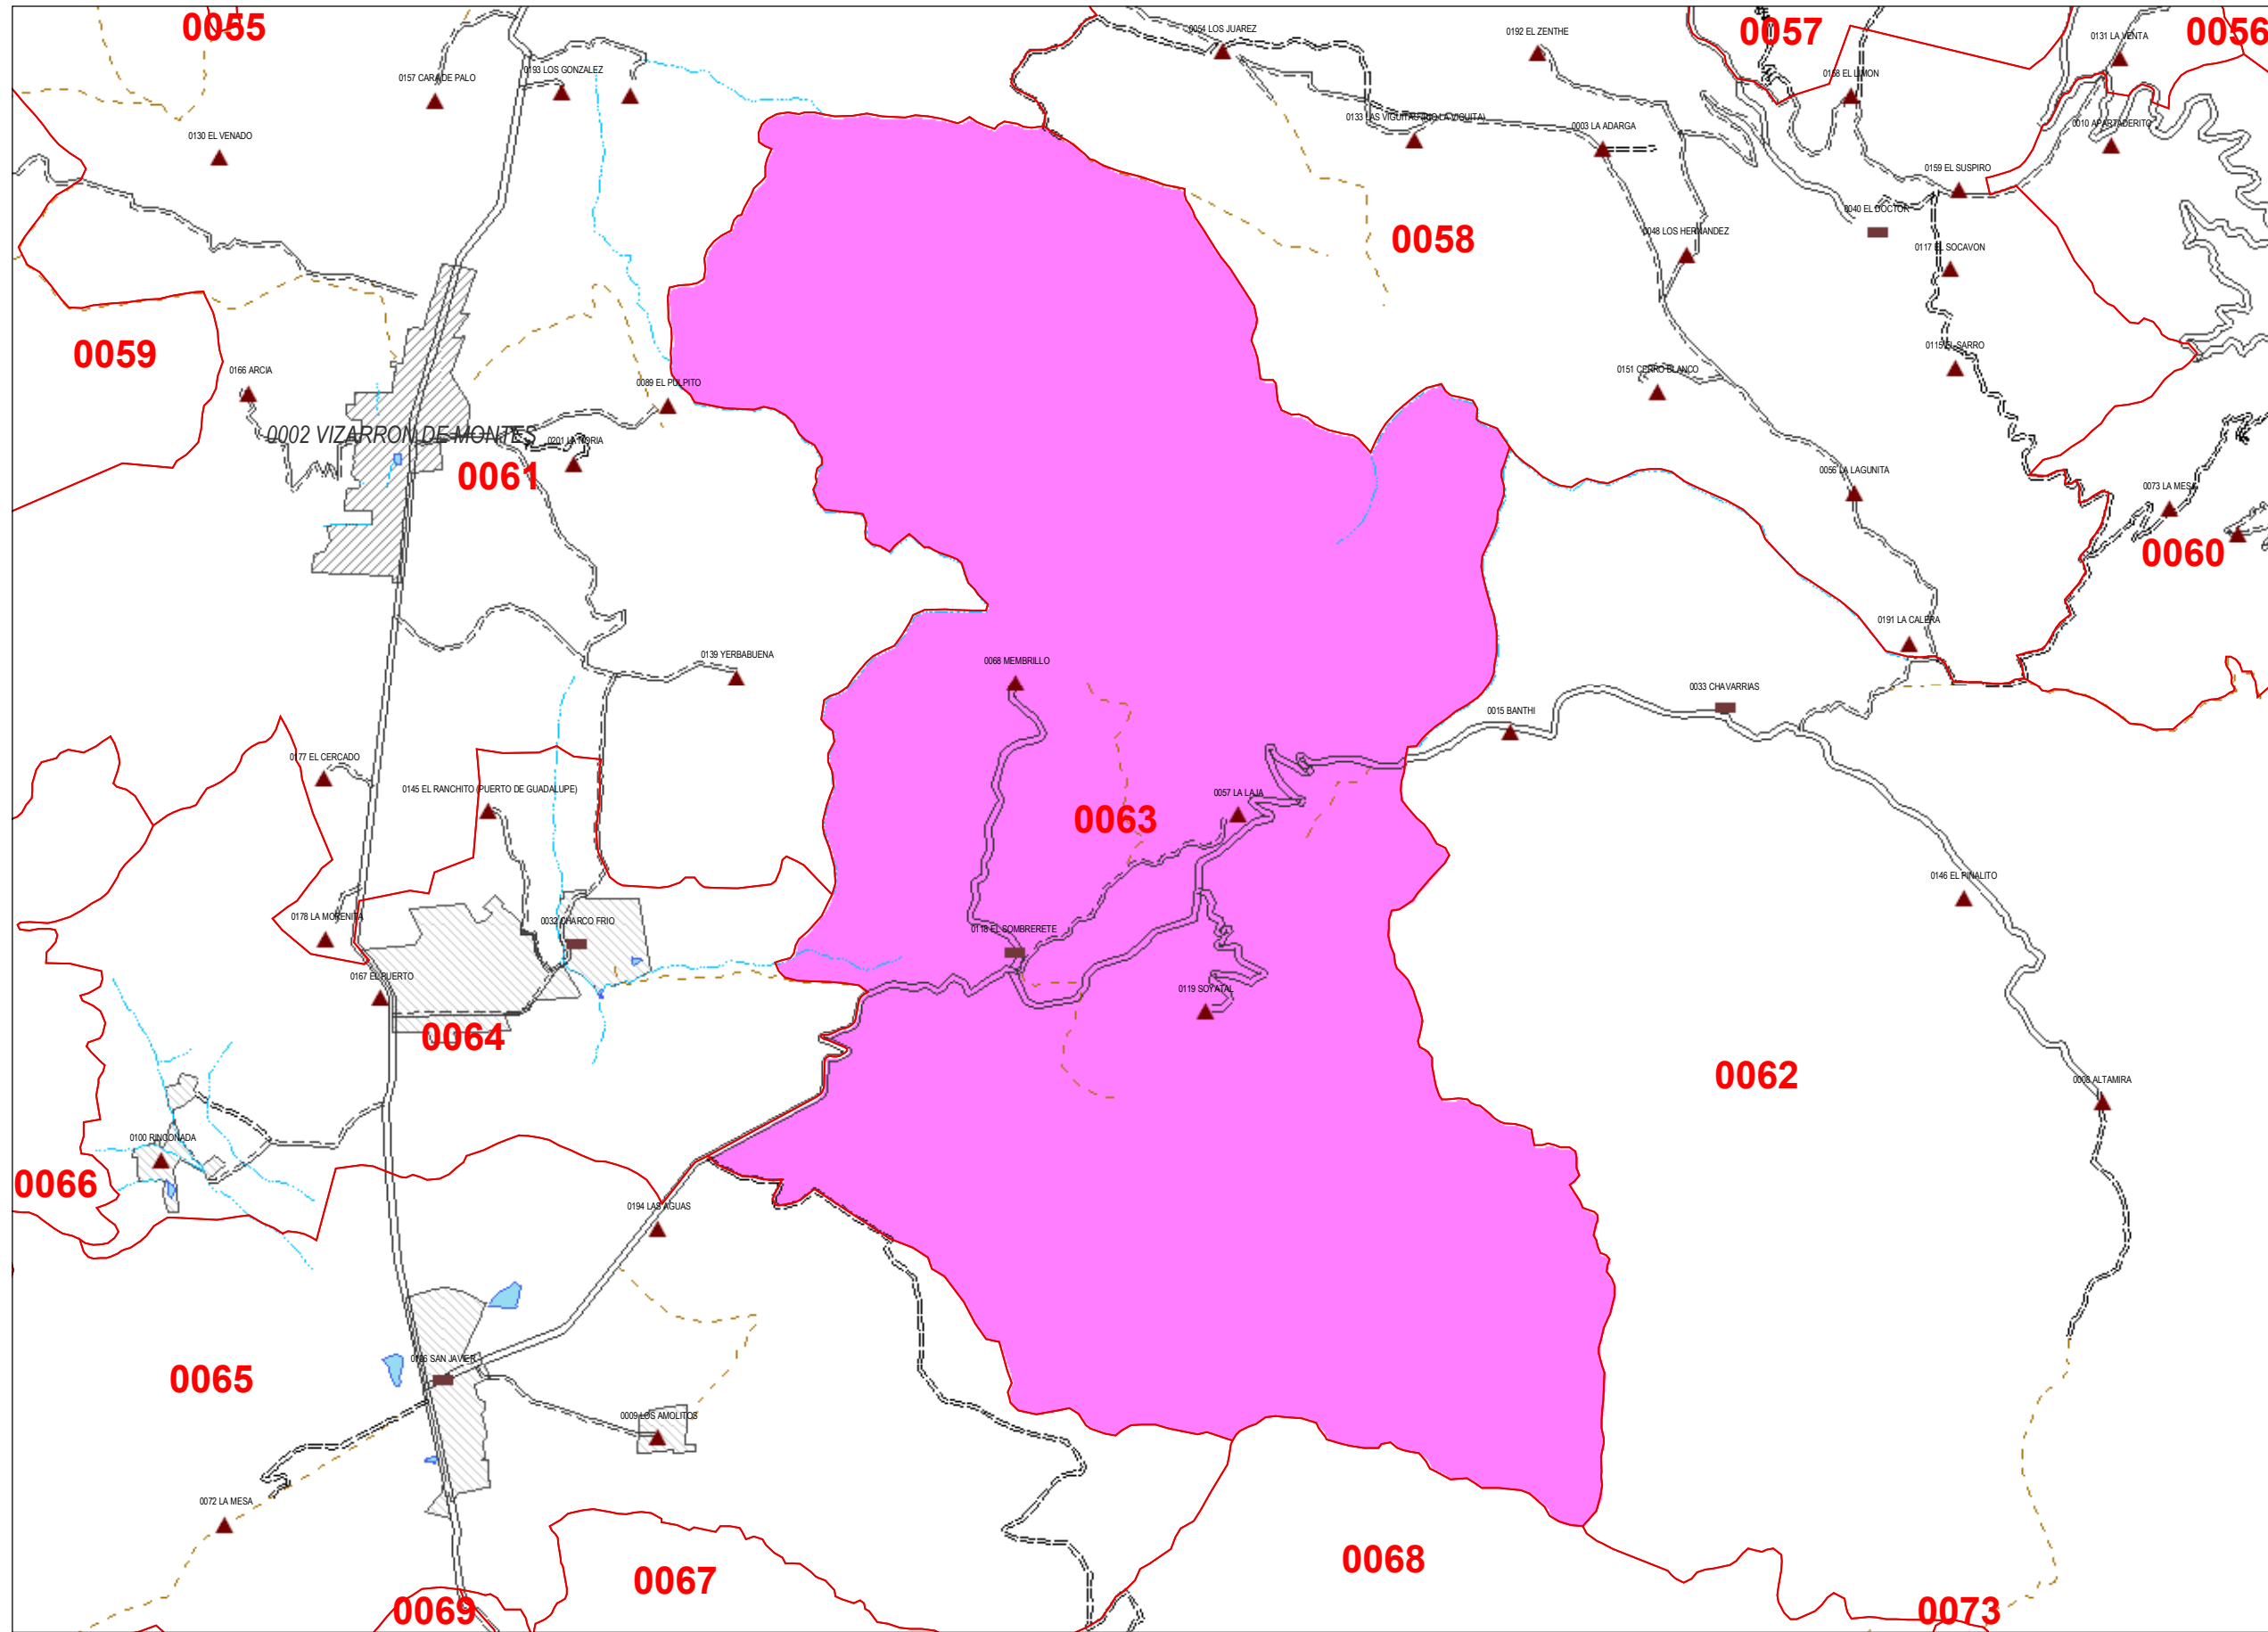 0055
0057
0056
0054 LOS JUAREZ
0192 EL ZENTHE
0131 LA VENTA
0157 CARA DE PALO
0193 LOS GONZALEZ
0158 EL LIMON
0130 EL VENADO
0003 LA ADARGA
0010 APARTADERITO
0159 EL SUSPIRO
0040 EL DOCTOR
0058
0048 LOS HERNANDEZ
0117 EL SOCAVON
0059
0115 EL SARRO
0166 ARCIA
0151 CERRO BLANCO
0089 EL PULPITO
0002 VIZARRON DE MONTES
0201 LA NORIA
0061
0056 LA LAGUNITA
0073 LA MESA
0060
0191 LA CALERA
0139 YERBABUENA
0068 MEMBRILLO
0033 CHAVARRIAS
0015 BANTHI
0177 EL CERCADO
0145 EL RANCHITO (PUERTO DE GUADALUPE)
0057 LA LAJA
0063
0146 EL PINALITO
0178 LA MORENITA
0032 CHARCO FRIO
0118 EL SOMBRERETE
0167 EL PUERTO
0119 SOYATAL
0064
0062
0008 ALTAMIRA
0100 RINCONADA
0066
0194 LAS AGUAS
0106 SAN JAVIER
0065
0009 LOS AMOLITOS
0072 LA MESA
0068
0067
0069
0073